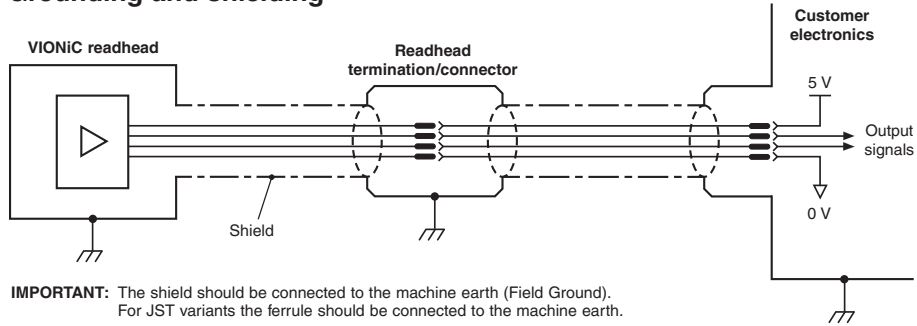 Grounding and shielding
Customer
electronics
VIONiC readhead
Readhead
termination/connector
5 V
Output
signals
0 V
Shield
IMPORTANT: The shield should be connected to the machine earth (Field Ground).
For JST variants the ferrule should be connected to the machine earth.